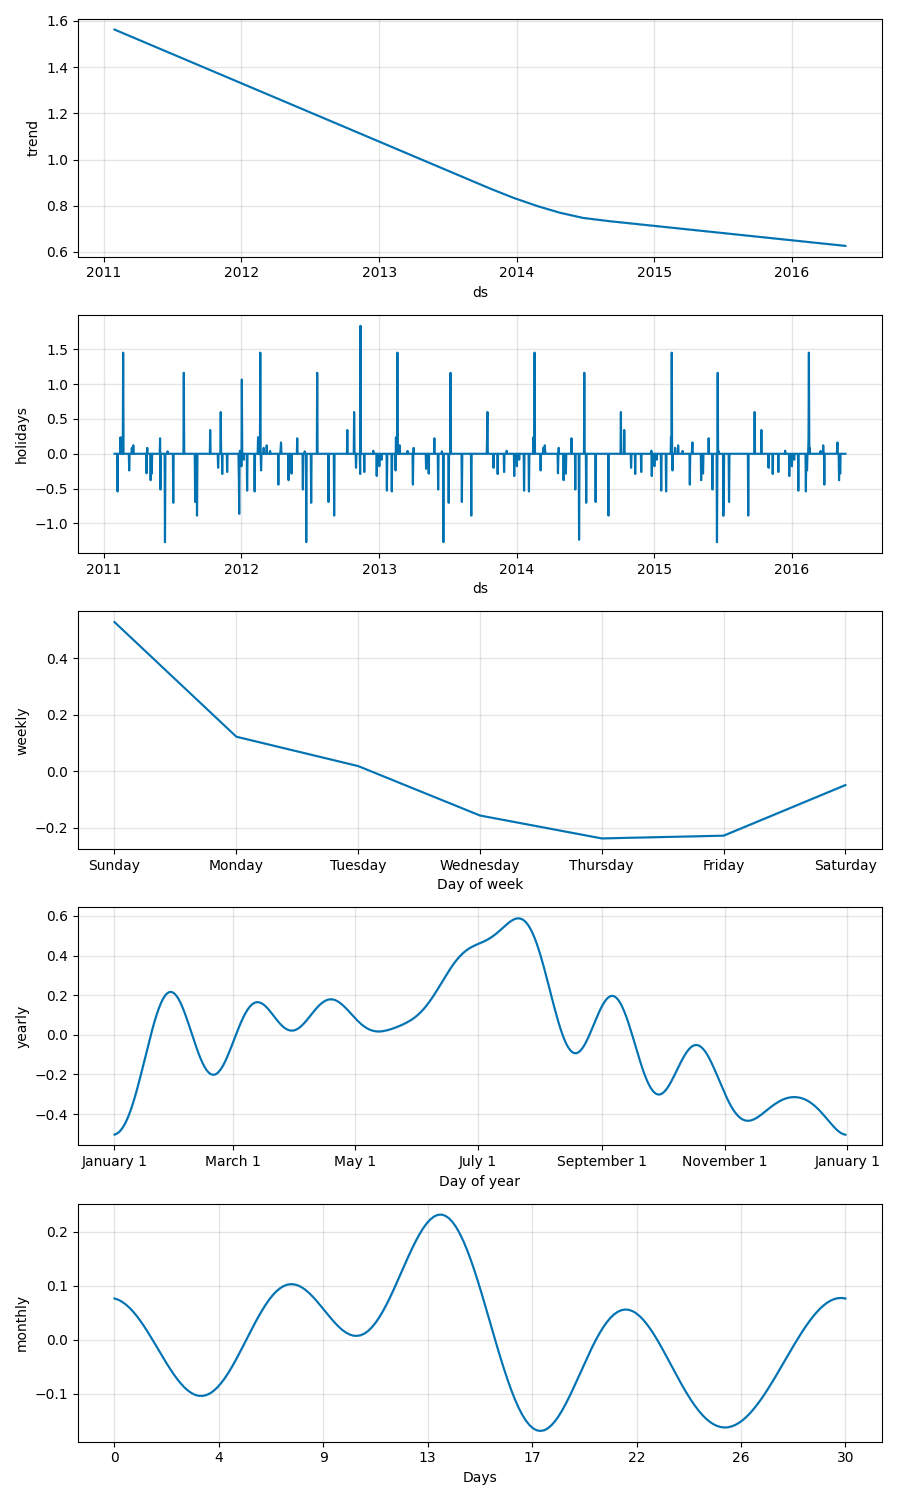 1.6
1.4
1.2
1.0
0.8
0.6
trend
2011 2012 2013 2014 2015 2016
ds
1.5
1.0
0.5
0.0
−0.5
−1.0
holidays
2011 2012 2013 2014 2015 2016
ds
0.4
0.2
0.0
−0.2
weekly
Sunday Monday Tuesday Wednesday Thursday Friday Saturday
Day of week
0.6
0.4
0.2
0.0
−0.2
−0.4
yearly
January 1 March 1 May 1 July 1 September 1 November 1 January 1
Day of year
0.2
0.1
0.0
−0.1
monthly
0 4 9 13 17 22 26 30
Days